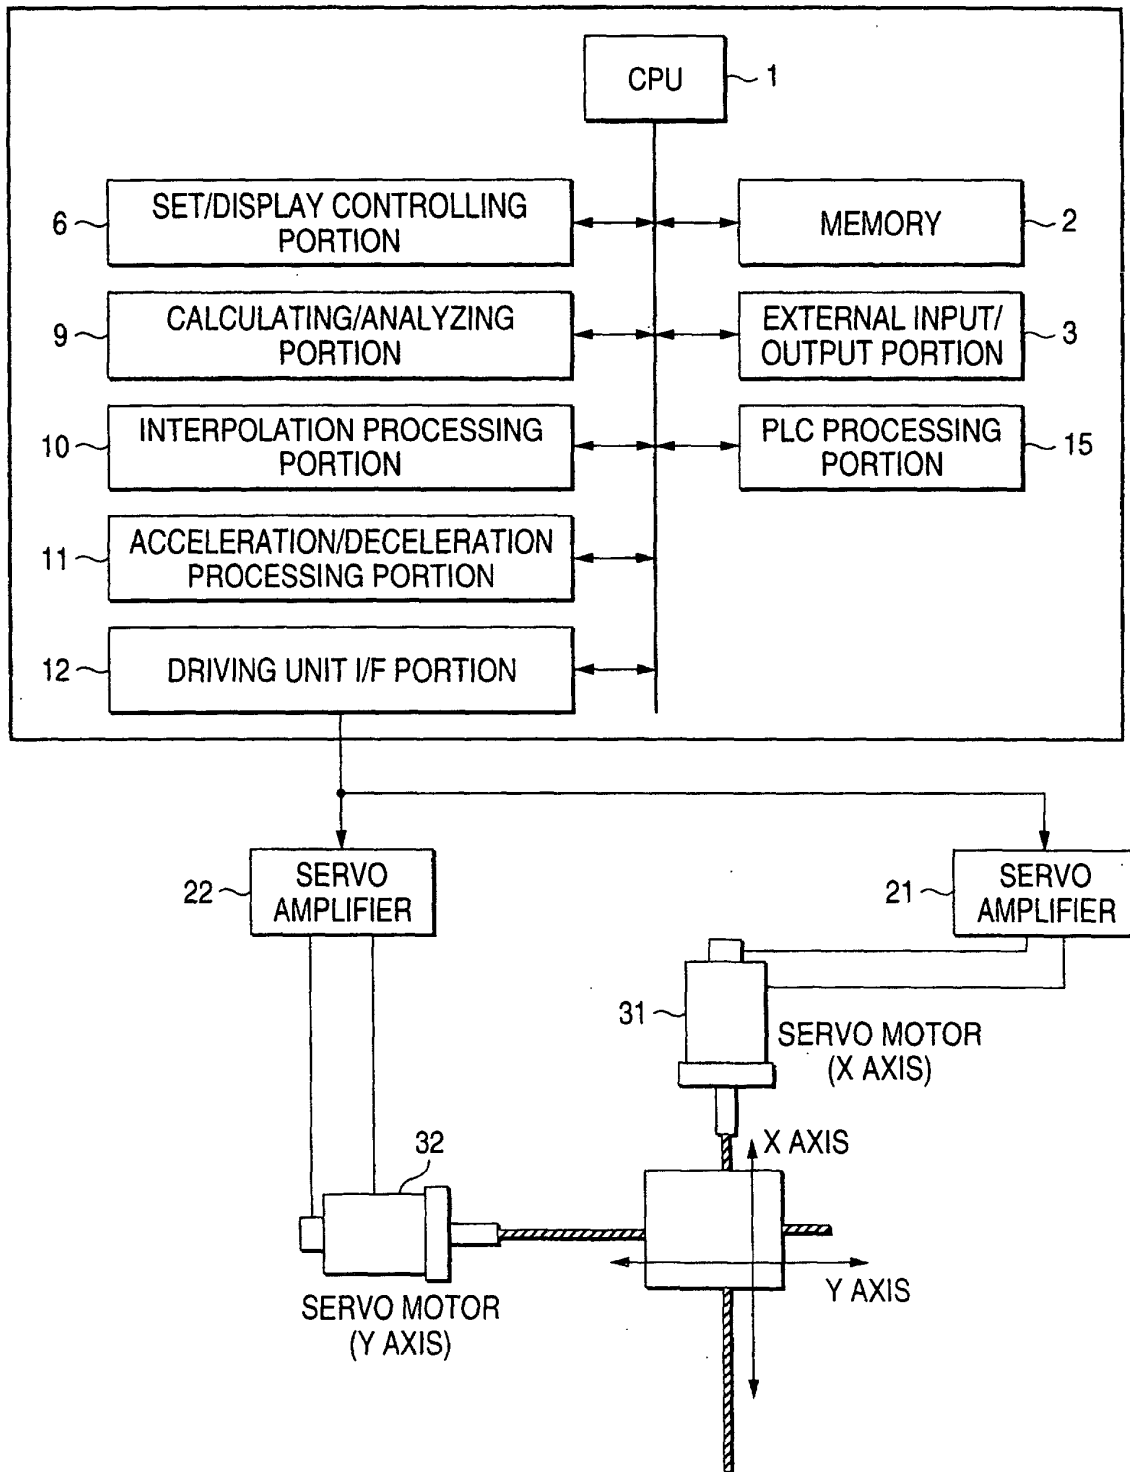 CPU
1
SET/DISPLAY CONTROLLING
PORTION
6
MEMORY
2
CALCULATING/ANALYZING
PORTION
9
EXTERNAL INPUT/
OUTPUT PORTION
3
INTERPOLATION PROCESSING
PORTION
10
PLC PROCESSING
PORTION
15
ACCELERATION/DECELERATION
PROCESSING PORTION
11
DRIVING UNIT I/F PORTION
12
SERVO
AMPLIFIER
22
SERVO
AMPLIFIER
21
31
SERVO MOTOR
(X AXIS)
X AXIS
32
Y AXIS
SERVO MOTOR
(Y AXIS)